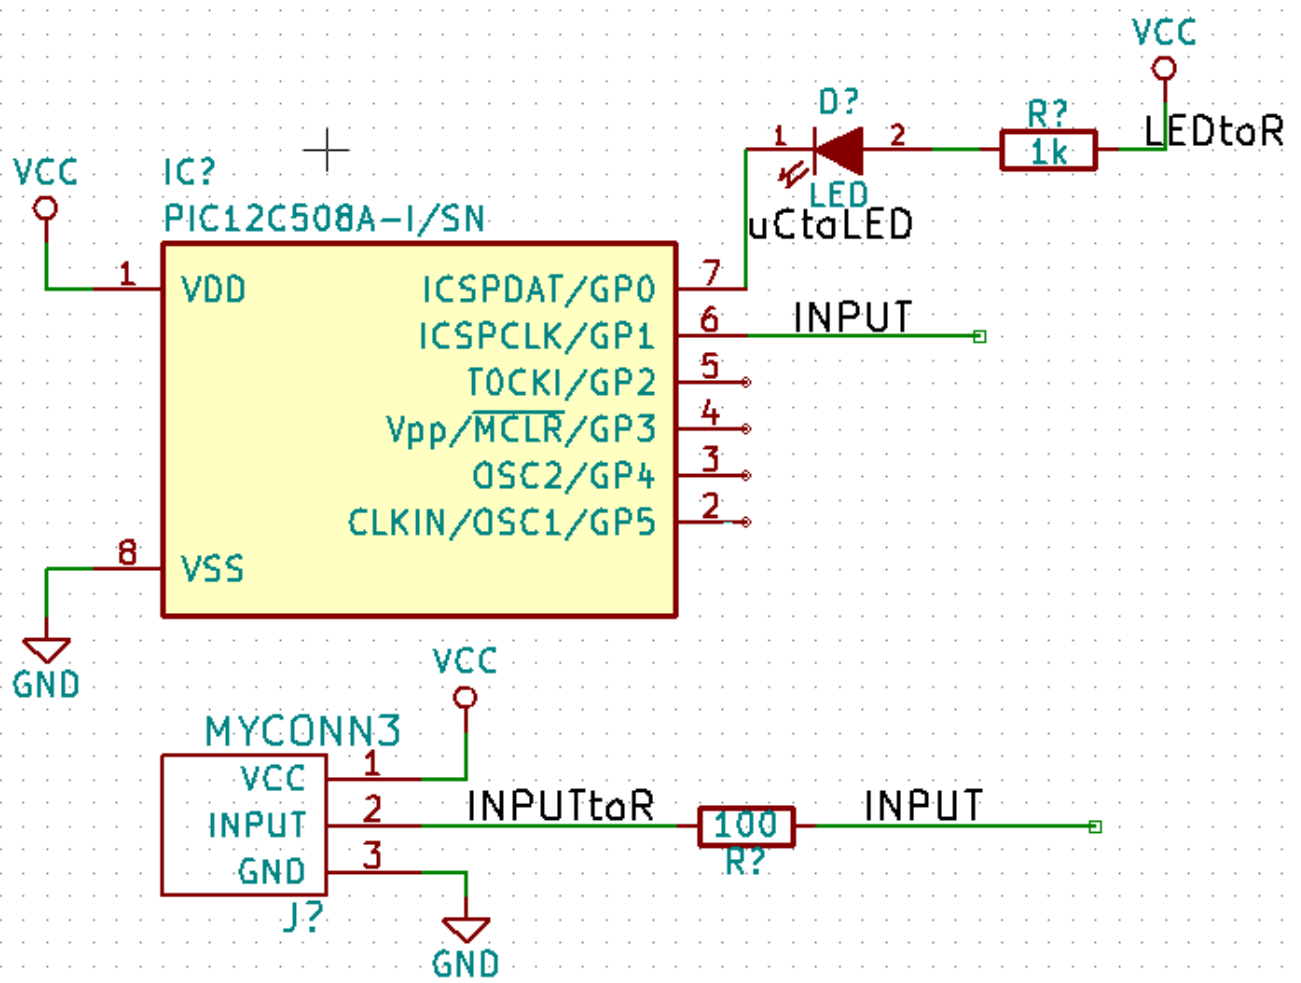 VCC
D?
R?
LEDtoR
1
2
1k
VCC
IC?
LED
PIC12C508A-I/SN
uCtoLED
1
VDD
ICSPDAT/GP0
7
ICSPCLK/GP1
6
INPUT
T0CKI/GP2
5
Vpp/MCLR/GP3
4
OSC2/GP4
3
CLKIN/OSC1/GP5
2
8
VSS
GND
VCC
MYCONN3
VCC
1
INPUT
2
INPUTtoR
100
INPUT
R?
GND
3
J?
GND